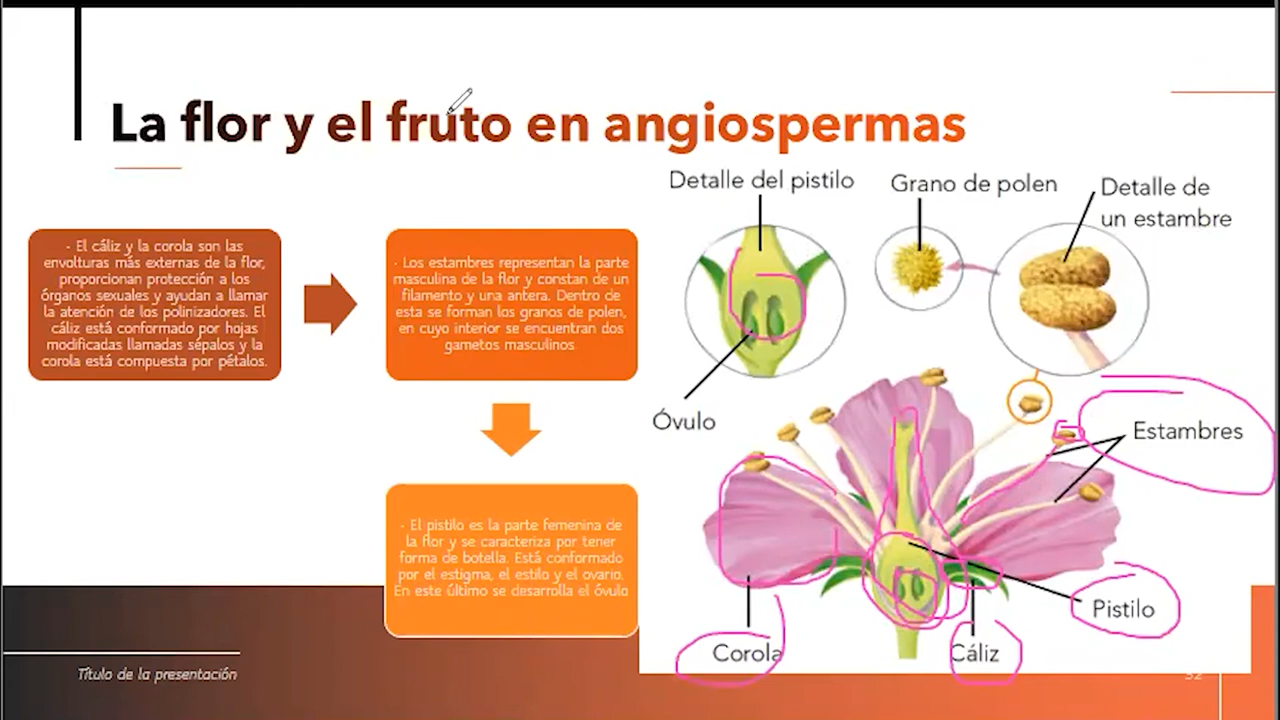 La flor y el fruto en angiospermas
- El cáliz y la corola son las
envolturas más externas de la flor,
proporcionan protección a los
órganos sexuales y ayudan a llamar
la atención de los polinizadores. El
cáliz está conformado por hojas
modificadas llamadas sépalos y la
corola está compuesta por pétalos.
- Los estambres representan la parte
masculina de la flor y constan de un
filamento y una antera. Dentro de
esta se forman los granos de polen,
en cuyo interior se encuentran dos
gametos masculinos
- El pistilo es la parte femenina de
la flor y se caracteriza por tener
forma de botella. Está conformado
por el estigma, el estilo y el ovario.
En este último se desarrolla el óvulo
Detalle del pistilo
Grano de polen
Detalle de
un estambre
Óvulo
Estambres
Pistilo
Corola
Cáliz
Título de la presentación
32